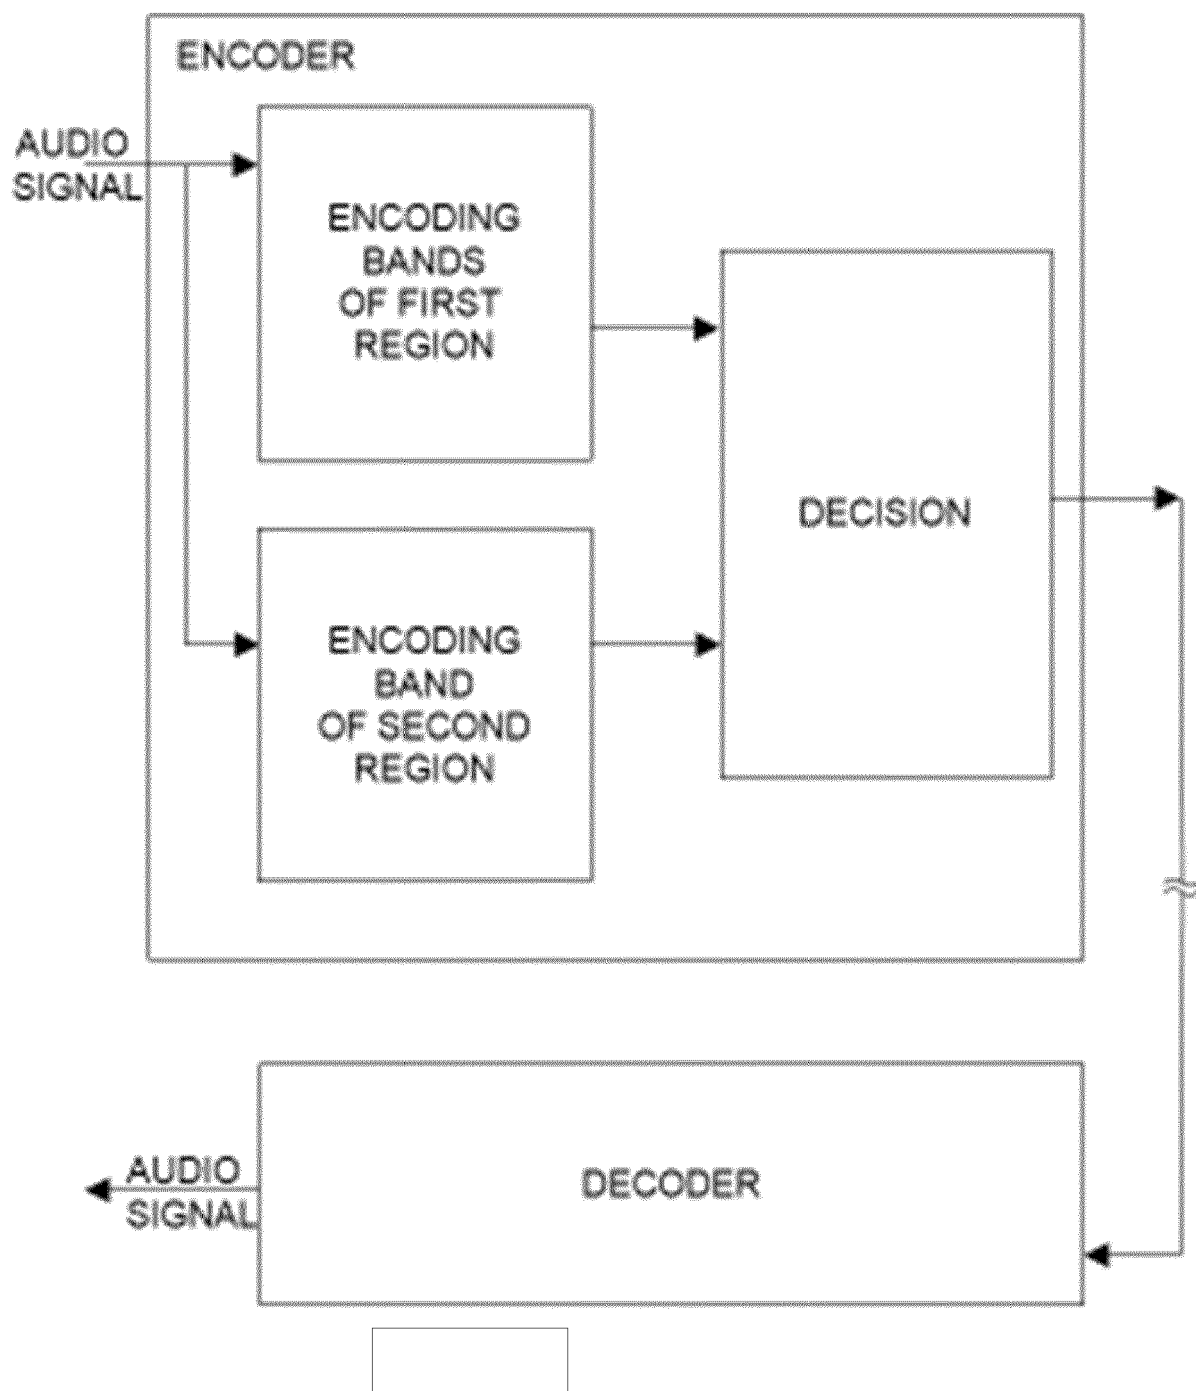 ENCODER
AUDIO
SIGNAL
ENCODING
BANDS
OF FIRST
REGION
DECISION
ENCODING
BAND
OF SECOND
REGION
DECODER
AUDIO
SIGNAL